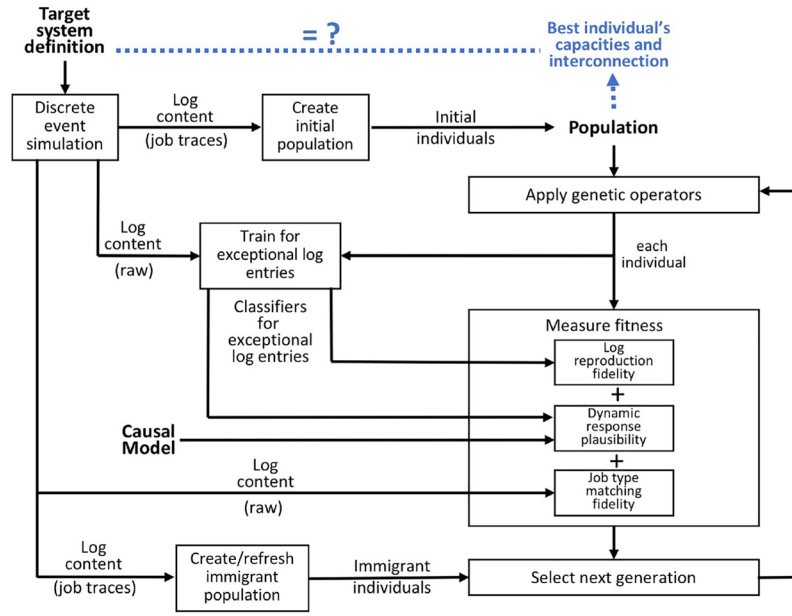 Target
system
definition
= ?
Best individual's
capacities and
interconnection
Discrete
event
simulation
Log
content
(job traces)
Create
initial
population
Initial
individuals
Population
Apply genetic operators
Log
content
(raw)
Train for
exceptional log
entries
each
individual
Classifiers
for
exceptional
log entries
Measure fitness
Log
reproduction
fidelity
+
Dynamic
response
plausibility
+
Job type
matching
fidelity
Causal
Model
Log
content
(raw)
Log
content
(job traces)
Create/refresh
immigrant
population
Immigrant
individuals
Select next generation